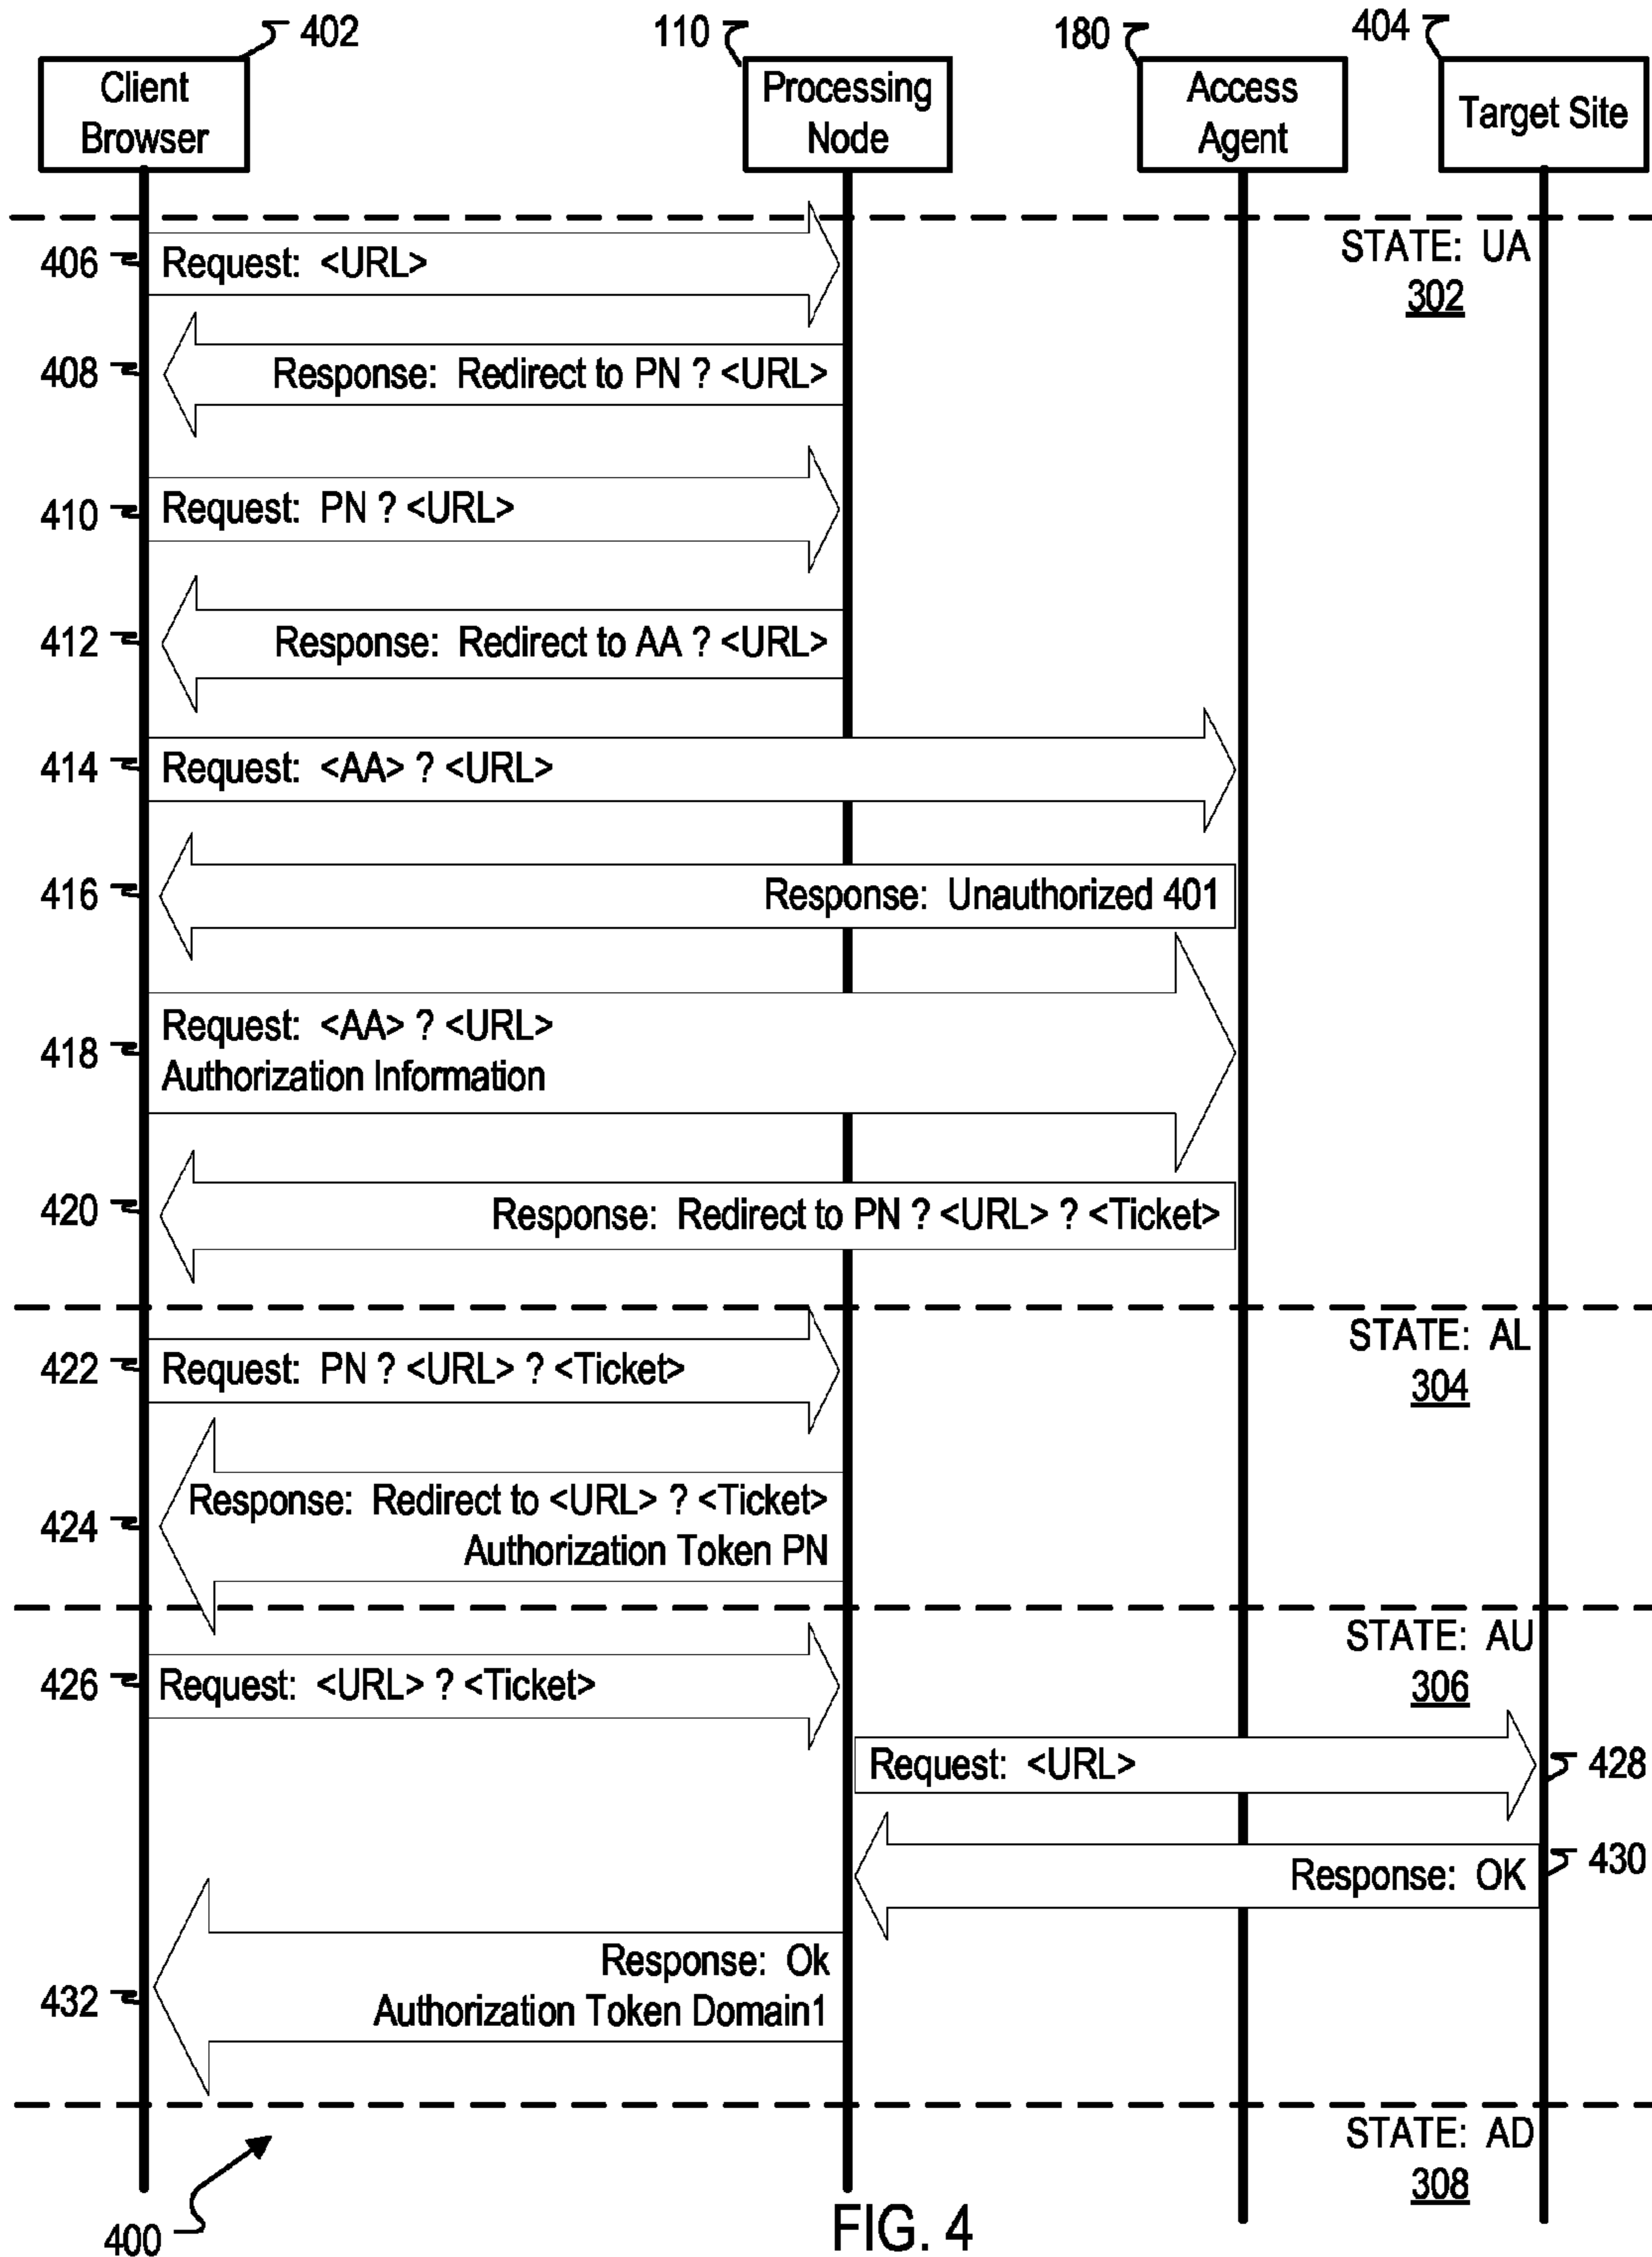 402
110
180
404
Client
Browser
Processing
Node
Access
Agent
Target Site
STATE: UA
302
406
Request: <URL>
408
Response: Redirect to PN ? <URL>
410
Request: PN ? <URL>
412
Response: Redirect to AA ? <URL>
414
Request: <AA> ? <URL>
416
Response: Unauthorized 401
418
Request: <AA> ? <URL>
Authorization Information
420
Response: Redirect to PN ? <URL> ? <Ticket>
STATE: AL
304
422
Request: PN ? <URL> ? <Ticket>
424
Response: Redirect to <URL> ? <Ticket>
Authorization Token PN
STATE: AU
306
426
Request: <URL> ? <Ticket>
Request: <URL>
428
Response: OK
430
432
Response: Ok
Authorization Token Domain1
STATE: AD
308
400
FIG. 4